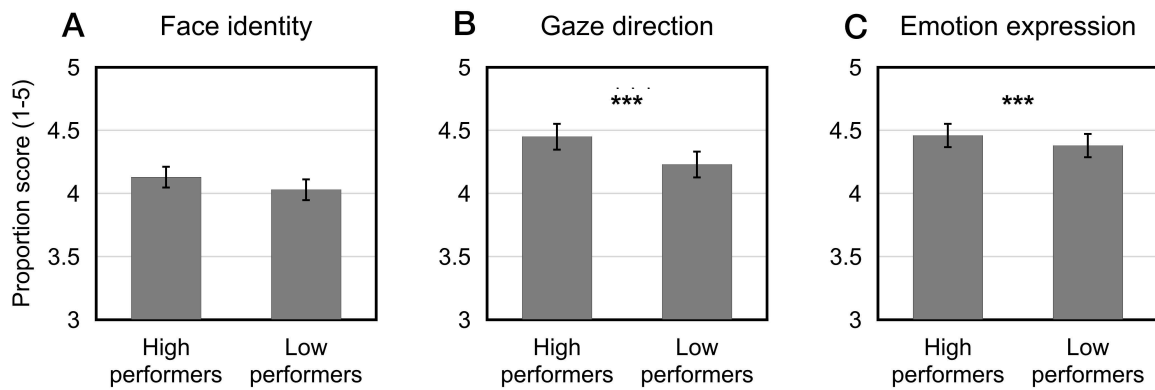 A Face identity
B Gaze direction
C Emotion expression
Proportion score (1-5)
5
4.5
4
3.5
3
High
performers
Low
performers
5
***
4.5
4
3.5
3
High
performers
Low
performers
5
***
4.5
4
3.5
3
High
performers
Low
performers